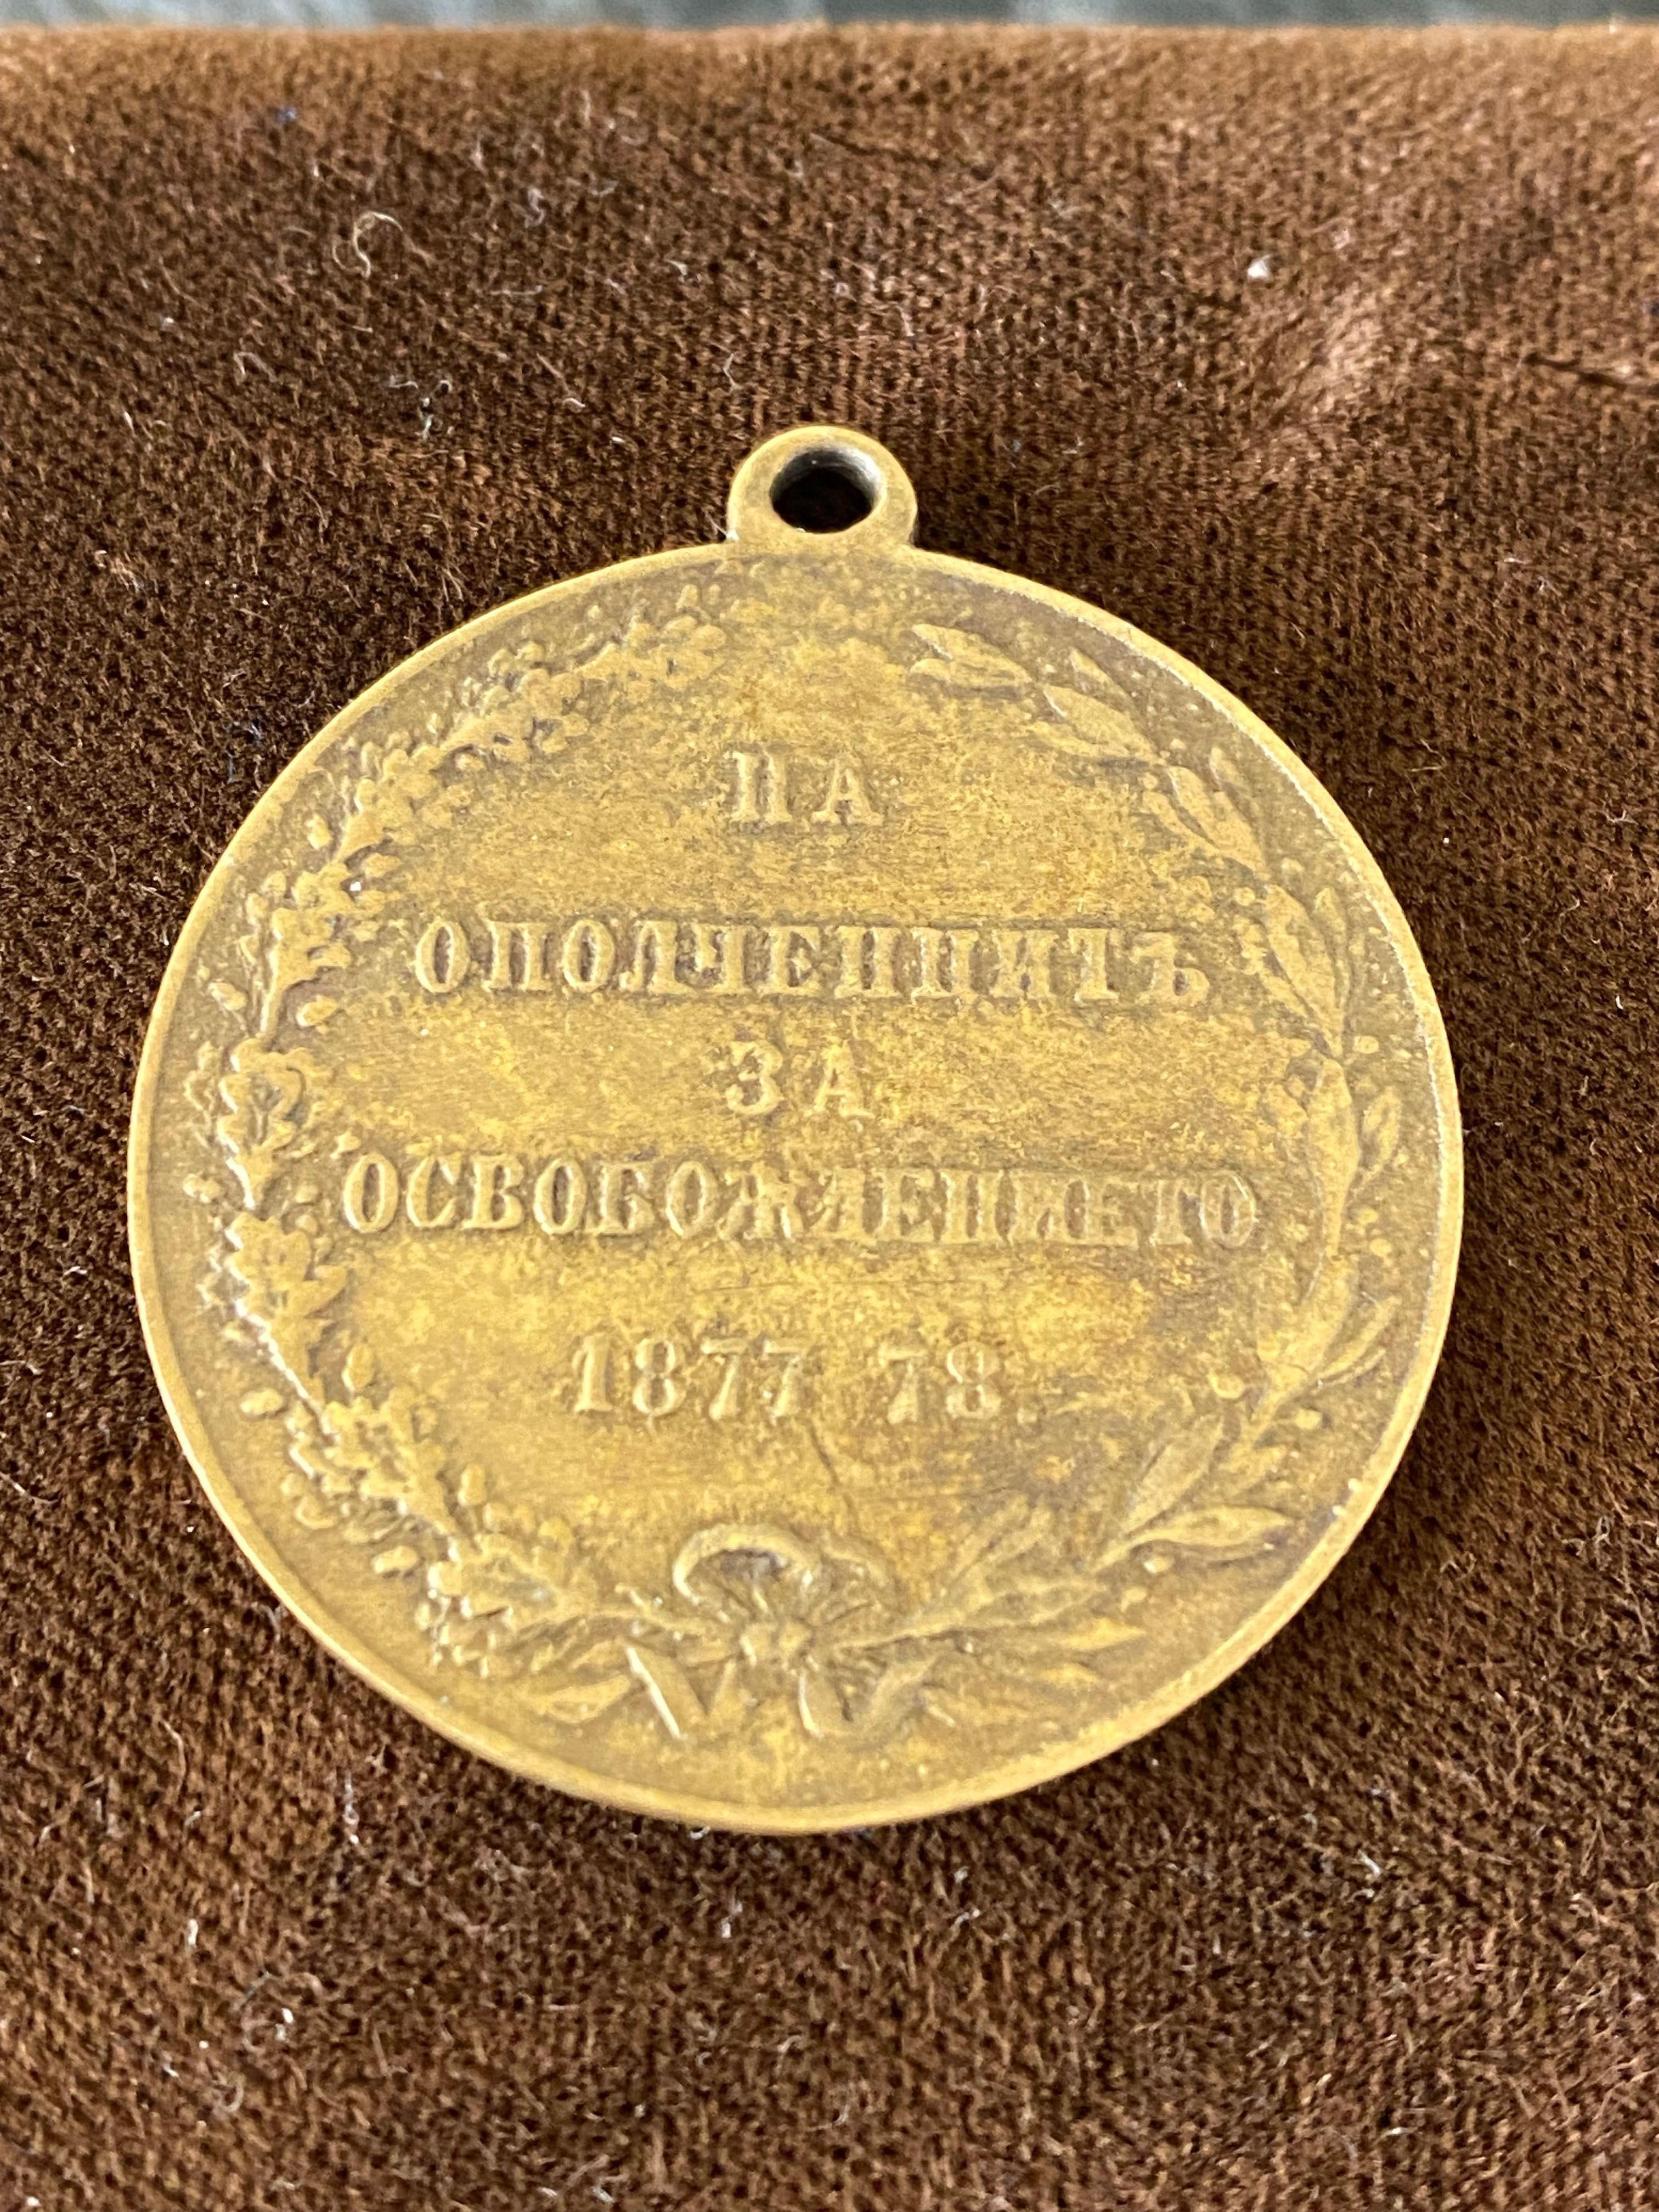 НА
ОПОЛЧЕНЦИТѢ
ЗА
ОСВОБОЖДЕНИЕТО
1877 78.